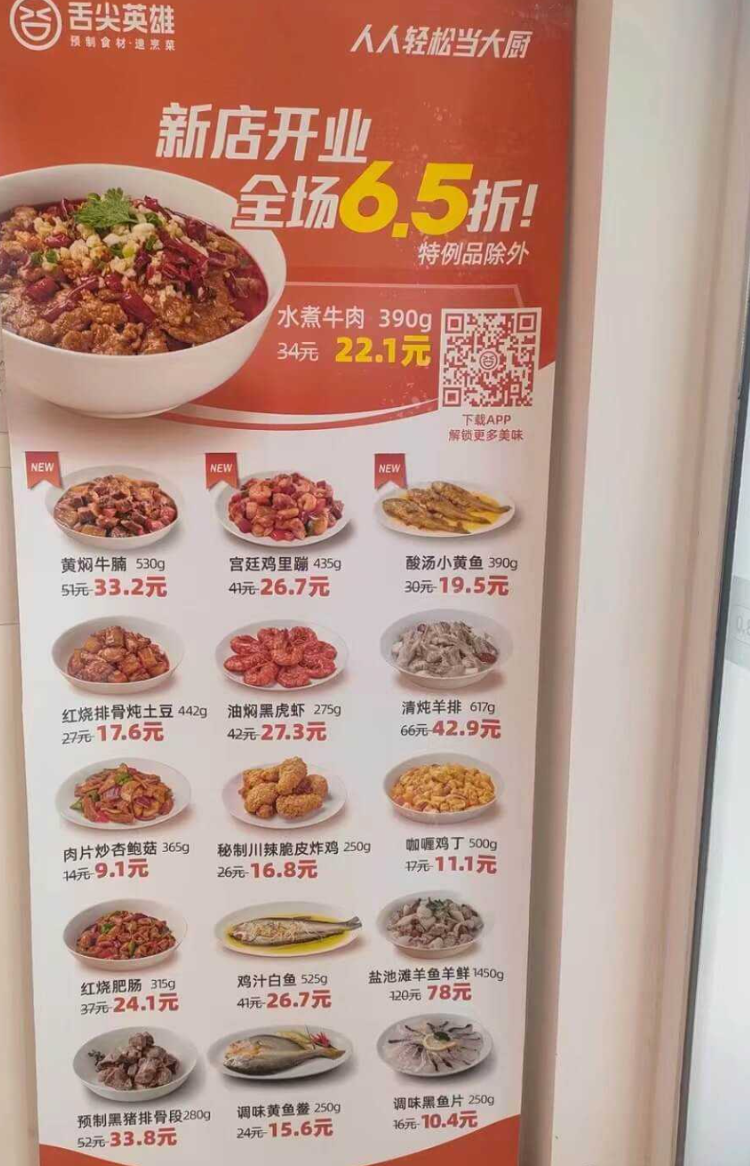 舌尖英雄
预制食材·速烹菜
人人轻松当大厨
新店开业
全场6.5折!
特例品除外
水煮牛肉 390g
34元 22.1元
下载APP
解锁更多美味
NEW
NEW
NEW
黄焖牛腩 530g
51元 33.2元
宫廷鸡里蹦 435g
41元 26.7元
酸汤小黄鱼 390g
30元 19.5元
红烧排骨炖土豆 442g
27元 17.6元
油焖黑虎虾 275g
42元 27.3元
清炖羊排 617g
66元 42.9元
肉片炒杏鲍菇 365g
14元 9.1元
秘制川辣脆皮炸鸡 250g
26元 16.8元
咖喱鸡丁 500g
17元 11.1元
红烧肥肠 315g
37元 24.1元
鸡汁白鱼 525g
41元 26.7元
盐池滩羊鱼羊鲜 1450g
120元 78元
预制黑猪排骨段 280g
52元 33.8元
调味黄鱼鲞 250g
24元 15.6元
调味黑鱼片 250g
16元 10.4元